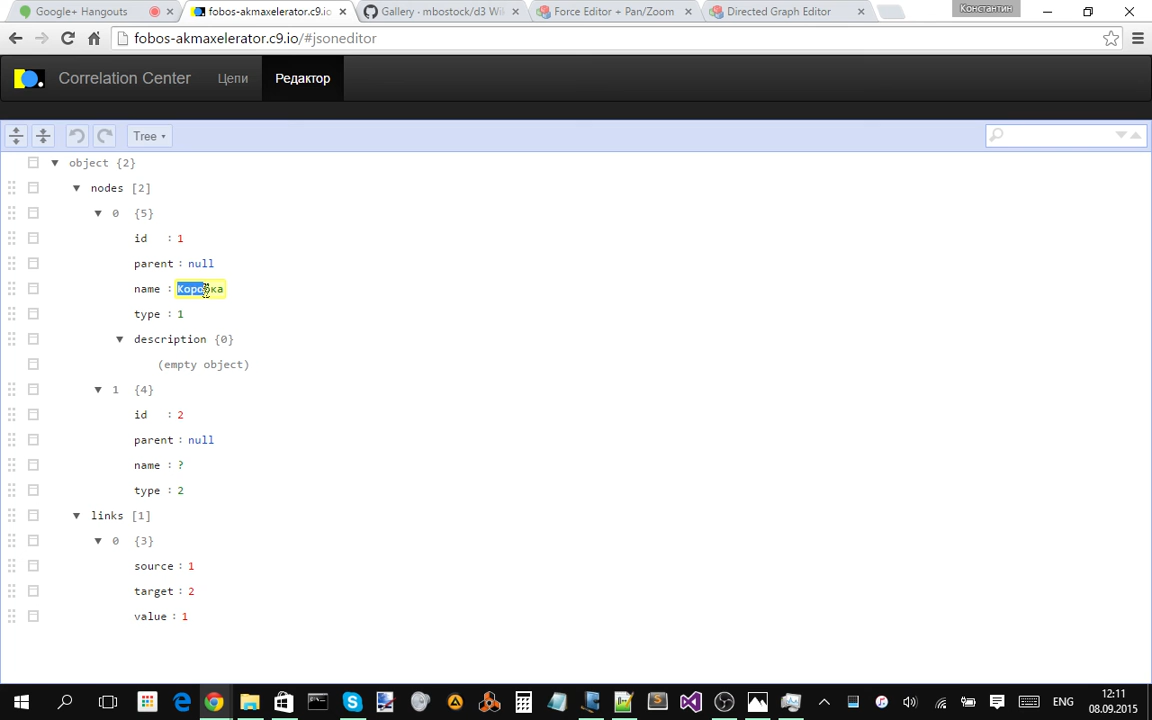 Google+ Hangouts
fobos-akmaxelerator.c9.io
Gallery · mbostock/d3 Wi
Force Editor + Pan/Zoom
Directed Graph Editor
Константин
fobos-akmaxelerator.c9.io/#jsoneditor
Correlation Center Цепи Редактор
Tree
object {2}
nodes [2]
0 {5}
id : 1
parent : null
name : Коробка
type : 1
description {0}
(empty object)
1 {4}
id : 2
parent : null
name : ?
type : 2
links [1]
0 {3}
source : 1
target : 2
value : 1
ENG
12:11
08.09.2015